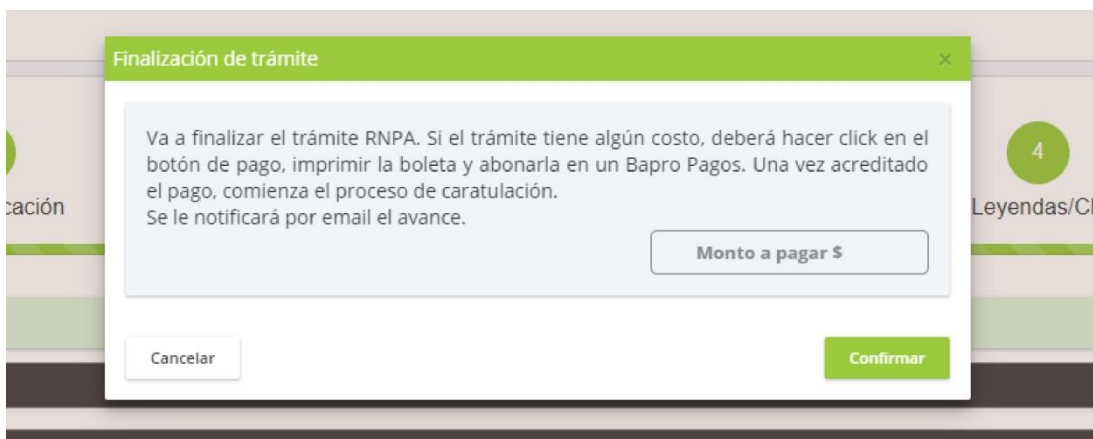 Finalización de trámite ×
Va a finalizar el trámite RNPA. Si el trámite tiene algún costo, deberá hacer click en el
botón de pago, imprimir la boleta y abonarla en un Bapro Pagos. Una vez acreditado
el pago, comienza el proceso de caratulación.
Se le notificará por email el avance.
Monto a pagar $
Cancelar
Confirmar
cación
4
Leyendas/Cl